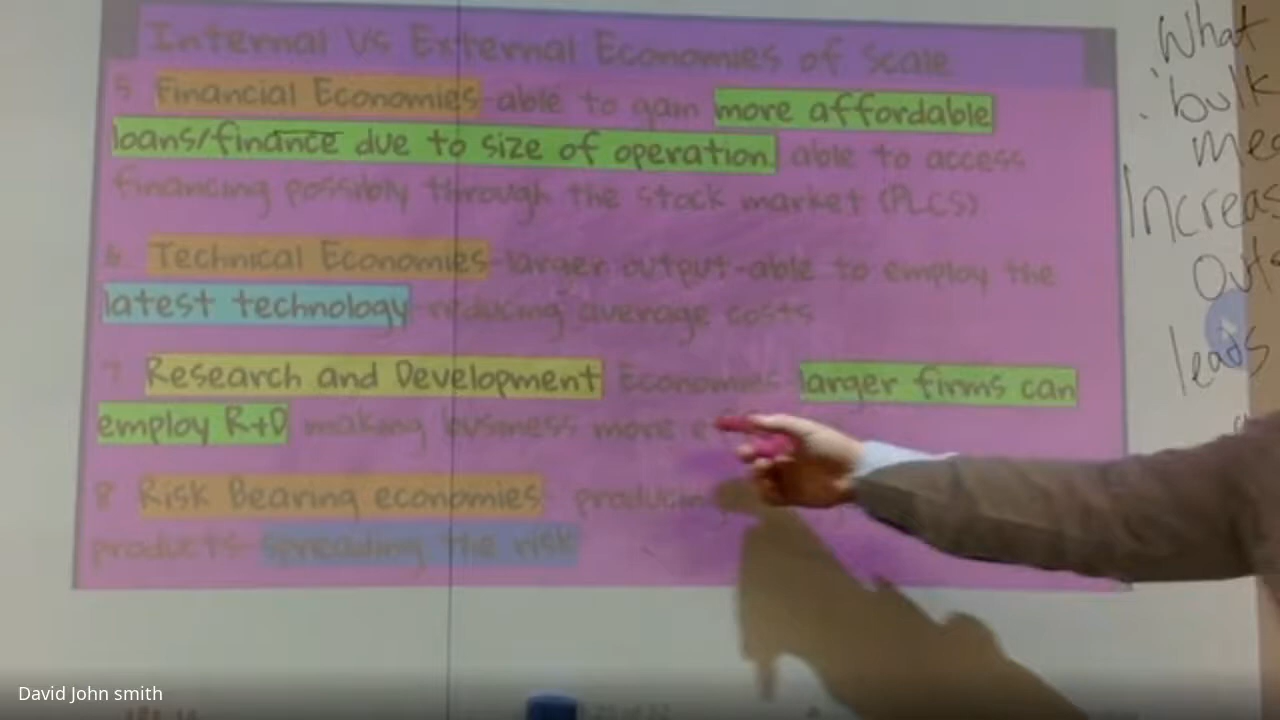 Internal Vs External Economies of Scale
5 Financial Economies-able to gain more affordable
loans/finance due to size of operation. able to access
financing possibly through the stock market (PLCS)
6. Technical Economies-larger output-able to employ the
latest technology-reducing average costs
7 Research and Development Economies larger firms can
employ R+D making business more
8 Risk Bearing economies
products-spreading the risk
What
bulk
leads
David John smith